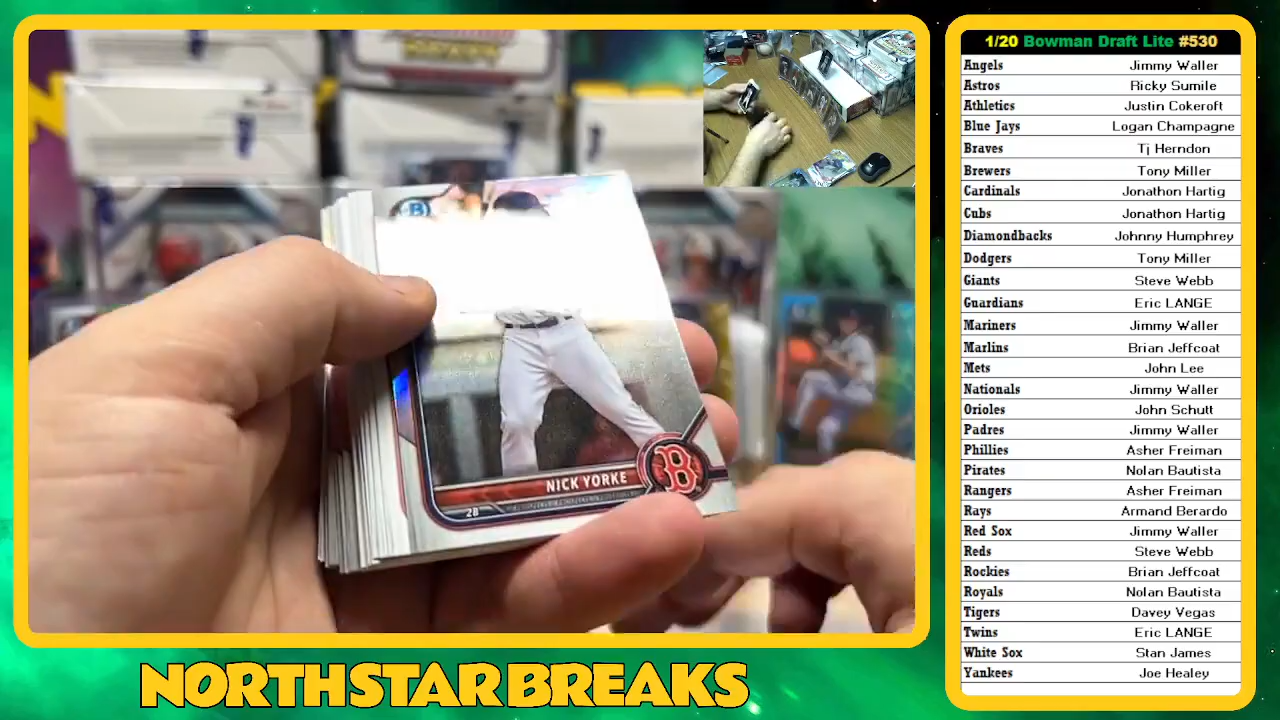 1/20 Bowman Draft Lite #530
Angels Jimmy Waller
Astros Ricky Sumile
Athletics Justin Cokeroft
Blue Jays Logan Champagne
Braves Tj Herndon
Brewers Tony Miller
Cardinals Jonathon Hartig
Cubs Jonathon Hartig
Diamondbacks Johnny Humphrey
Dodgers Tony Miller
Giants Steve Webb
Guardians Eric LANGE
Mariners Jimmy Waller
Marlins Brian Jeffcoat
Mets John Lee
Nationals Jimmy Waller
Orioles John Schutt
Padres Jimmy Waller
Phillies Asher Freiman
Pirates Nolan Bautista
Rangers Asher Freiman
Rays Armand Berardo
Red Sox Jimmy Waller
Reds Steve Webb
Rockies Brian Jeffcoat
Royals Nolan Bautista
Tigers Davey Vegas
Twins Eric LANGE
White Sox Stan James
Yankees Joe Healey
B
NICK YORKE
B
2B
NORTHSTAR BREAKS